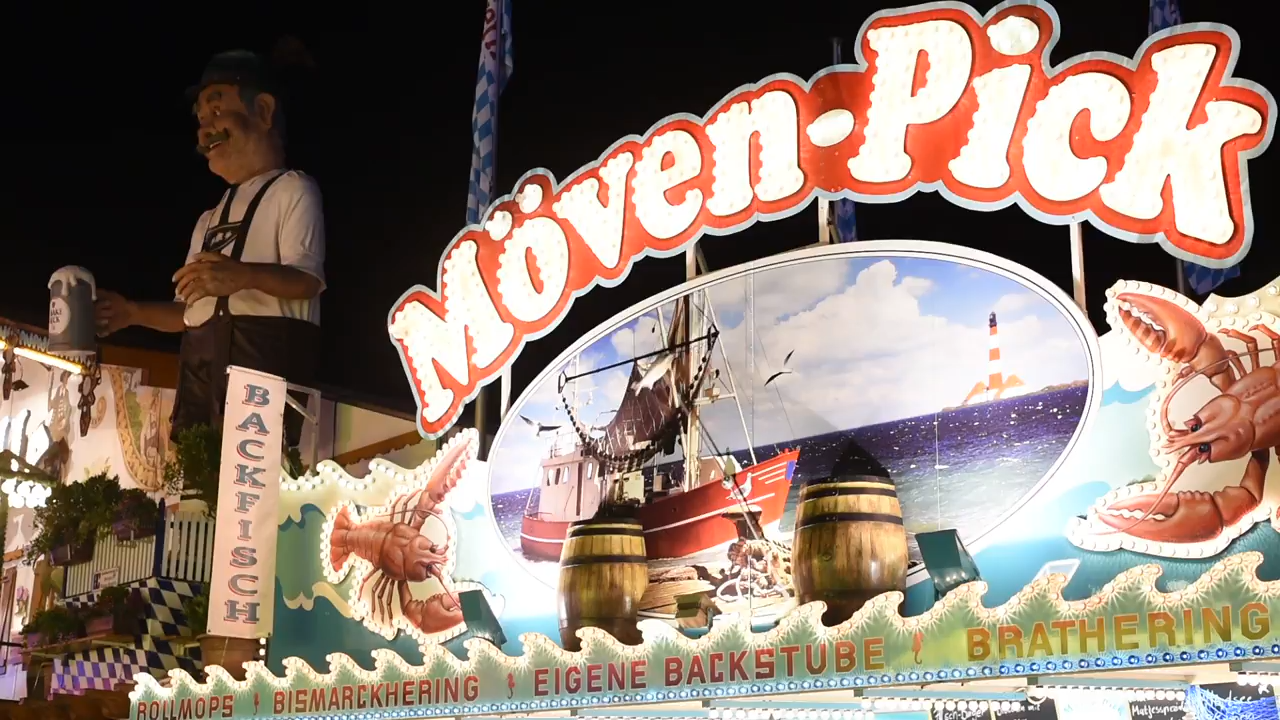 Möven-Pick
BACKFISCH
ROLLMOPS BISMARCKHERING EIGENE BACKSTUBE BRATHERING